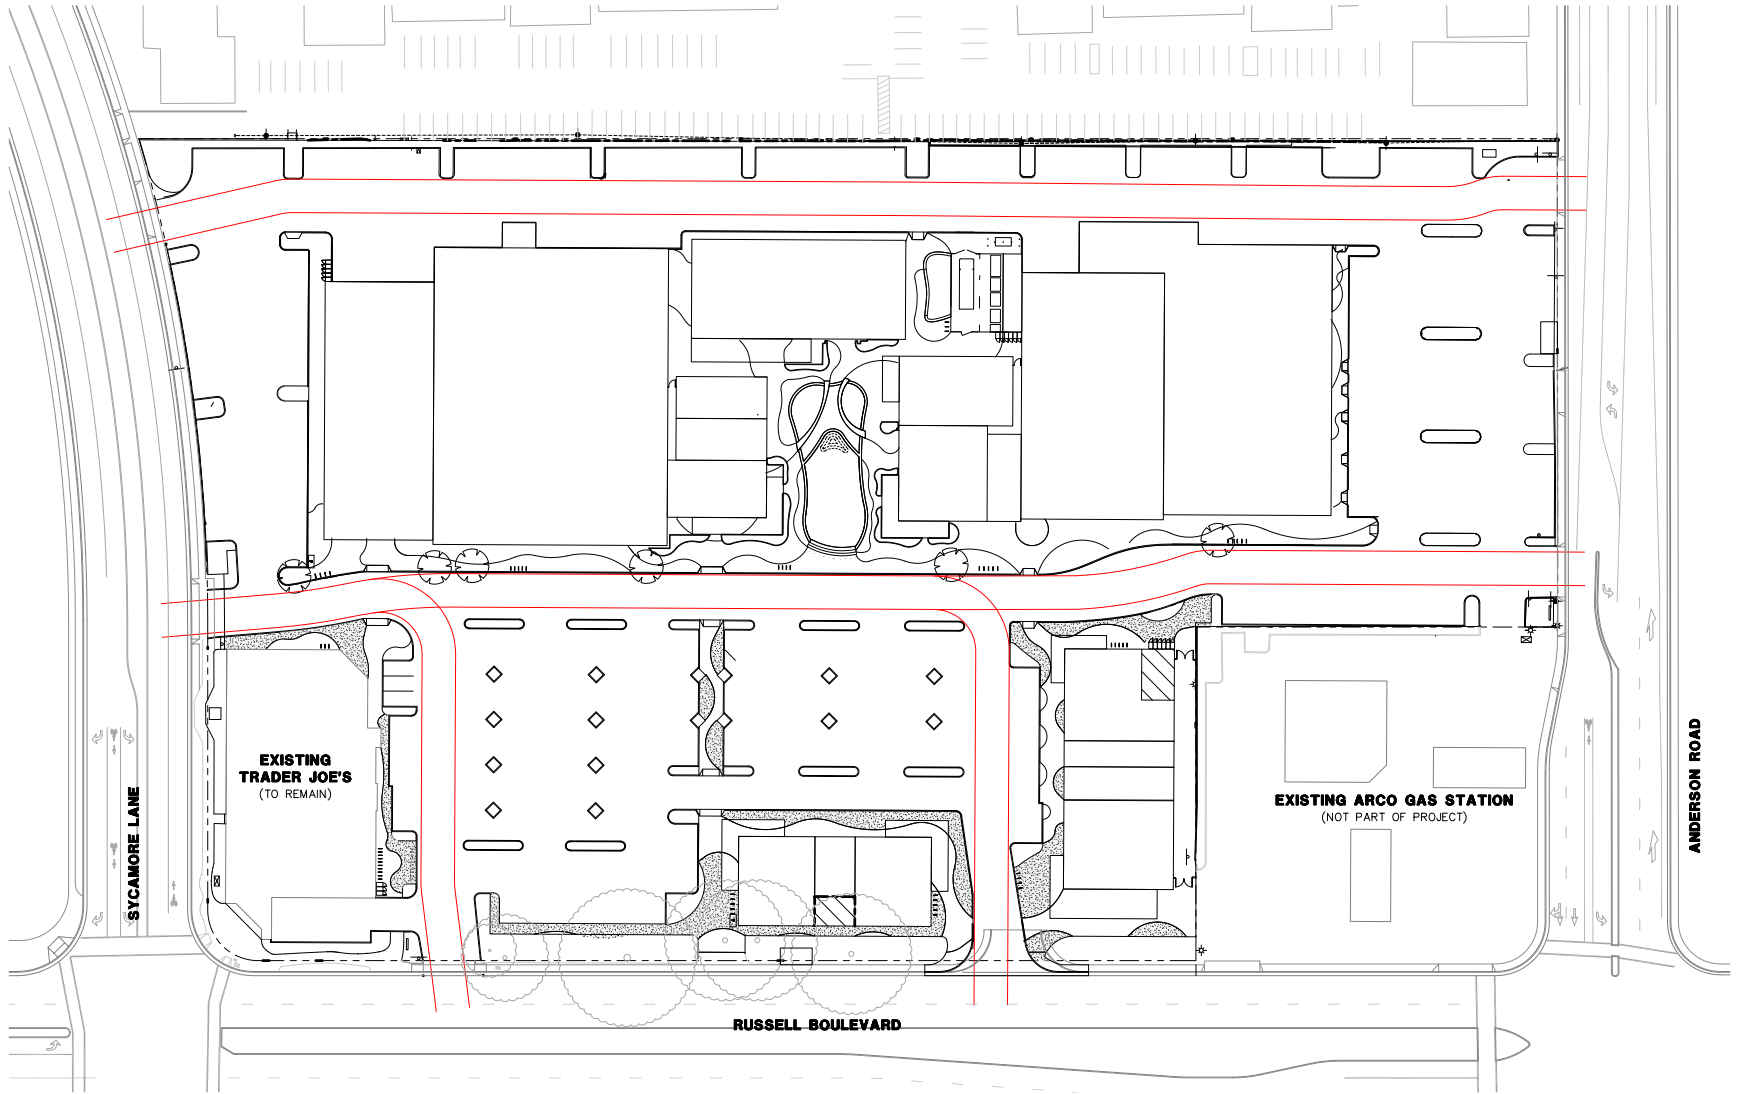 EXISTING
TRADER JOE'S
(TO REMAIN)
EXISTING ARCO GAS STATION
(NOT PART OF PROJECT)
SYCAMORE LANE
ANDERSON ROAD
RUSSELL BOULEVARD